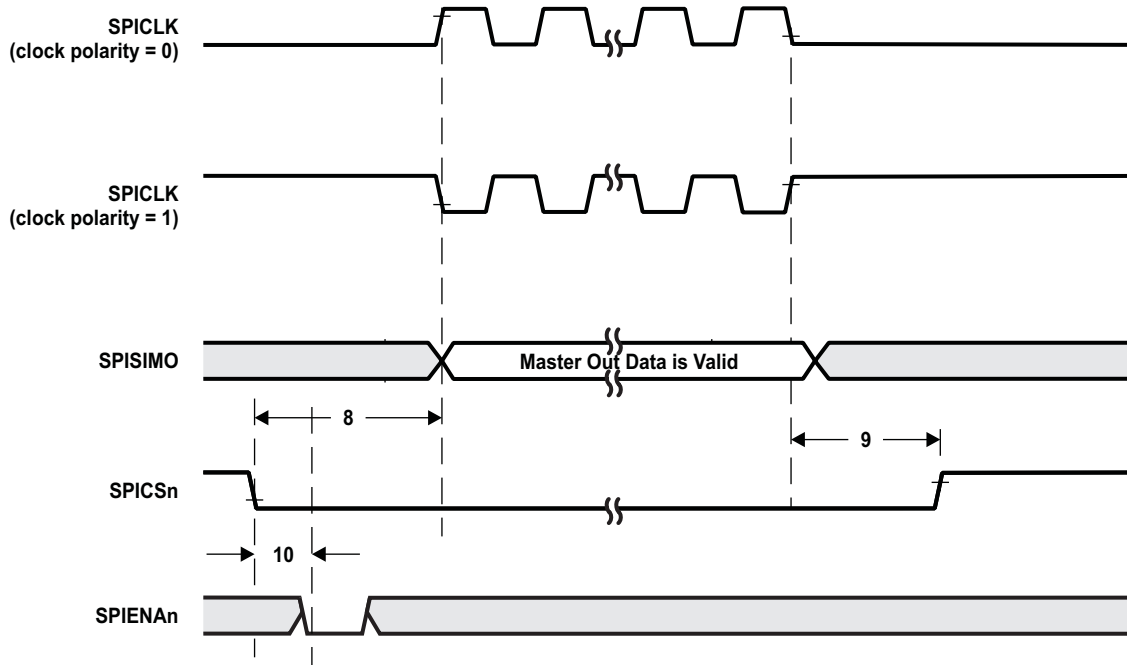 SPICLK
(clock polarity = 0)
SPICLK
(clock polarity = 1)
SPISIMO
Master Out Data is Valid
8
9
SPICSn
10
SPIENAn